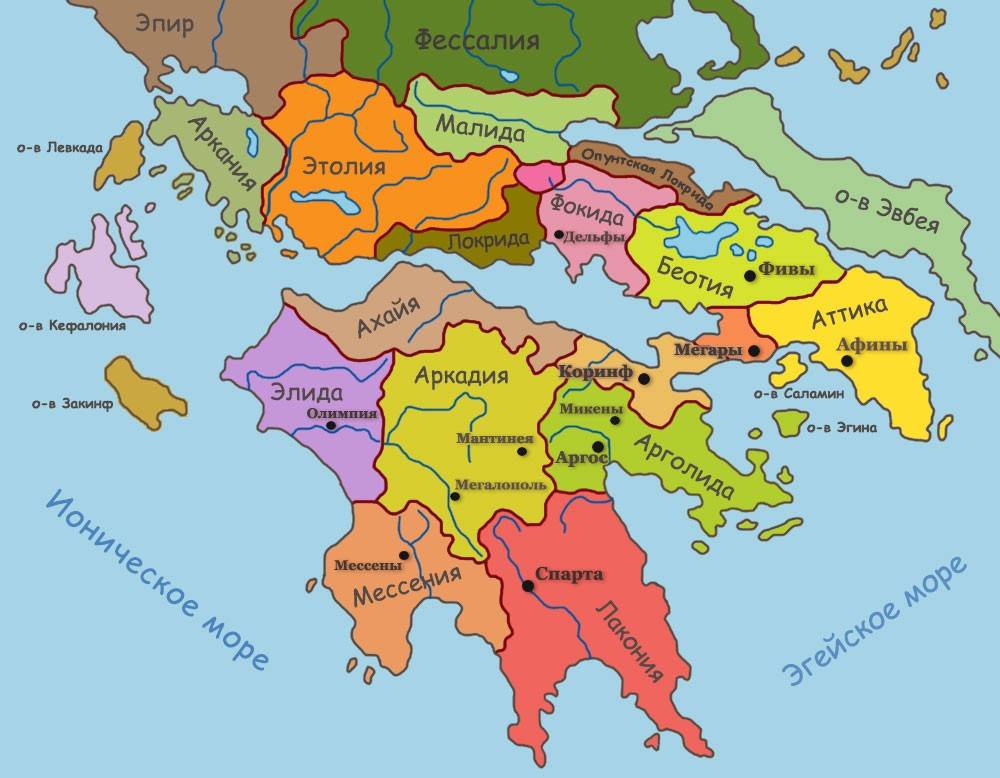 Эпир
Фессалия
Малида
Аркания
о-в Левкада
Этолия
Опунтская Локрида
о-в Эвбея
Фокида
Дельфы
Локрида
Беотия
Фивы
Аттика
Афины
Мегары
Ахайя
о-в Кефалония
Коринф
Элида
Олимпия
Аркадия
о-в Закинф
о-в Саламин
о-в Эгина
Микены
Мантинея
Аргос
Арголида
Мегалополь
Ионическое море
Мессены
Мессения
Спарта
Лакония
Эгейское море